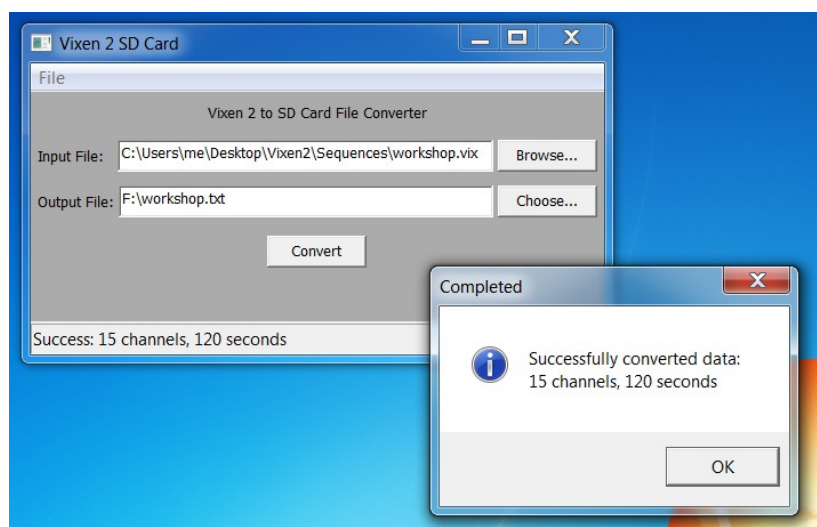 Vixen 2 SD Card
File
Vixen 2 to SD Card File Converter
Input File: C:\Users\me\Desktop\Vixen2\Sequences\workshop.vix Browse...
Output File: F:\workshop.txt Choose...
Convert
Success: 15 channels, 120 seconds
Completed
Successfully converted data:
15 channels, 120 seconds
OK